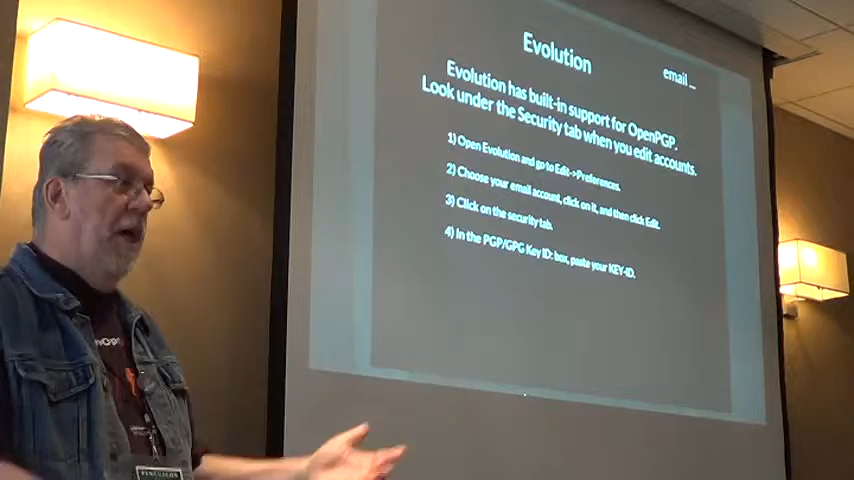 Evolution
email ...
Evolution has built-in support for OpenPGP.
Look under the Security tab when you edit accounts.
1) Open Evolution and go to Edit->Preferences.
2) Choose your email account, click on it, and then click Edit.
3) Click on the security tab.
4) In the PGP/GPG Key ID: box, paste your KEY-ID.
PENGUICON